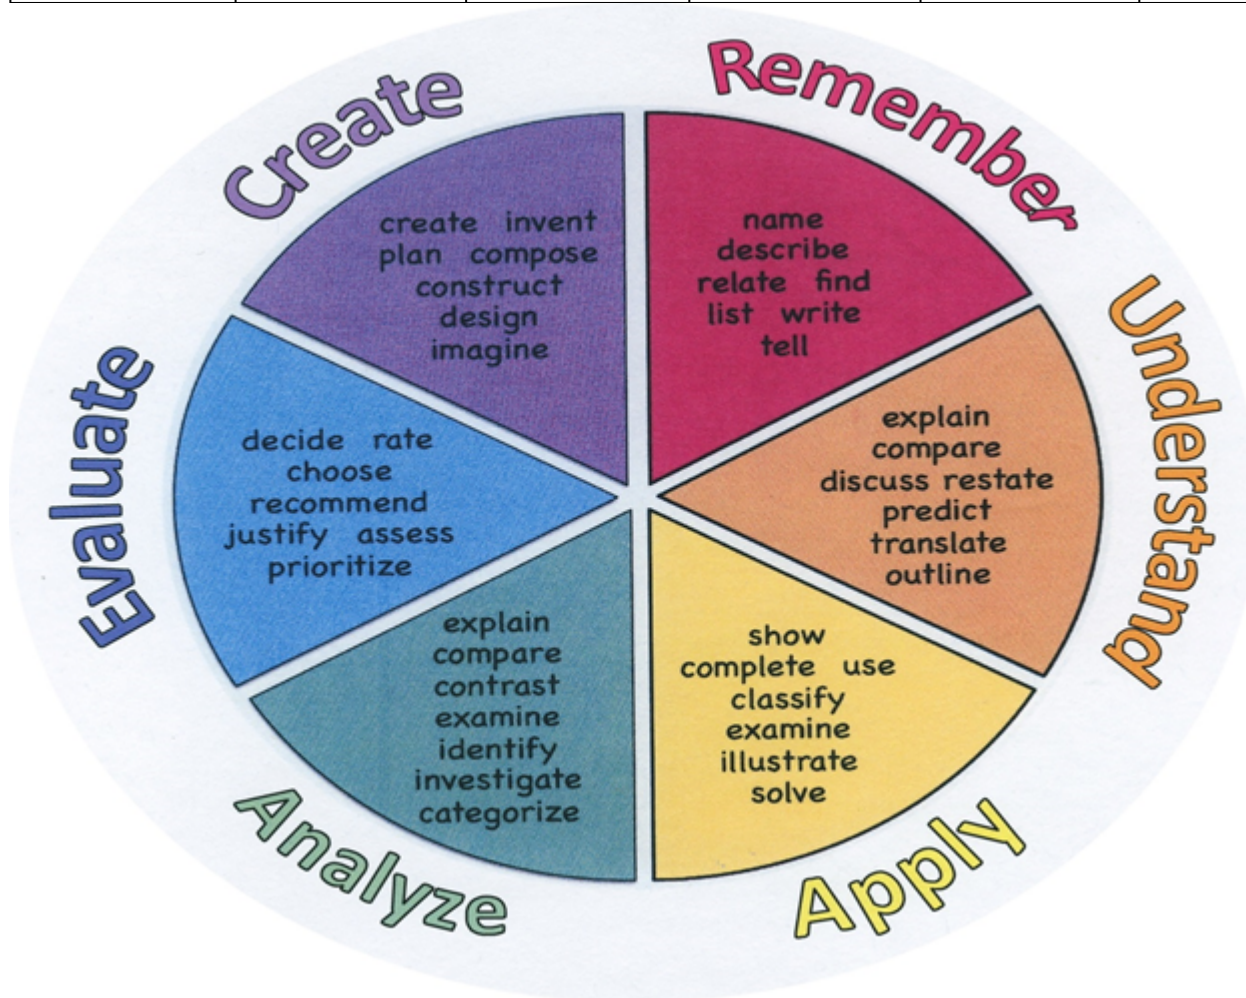 Remember
name
describe
relate find
list write
tell
Understand
explain
compare
discuss restate
predict
translate
outline
Apply
show
complete use
classify
examine
illustrate
solve
Analyze
explain
compare
contrast
examine
identify
investigate
categorize
Evaluate
decide rate
choose
recommend
justify assess
prioritize
Create
create invent
plan compose
construct
design
imagine